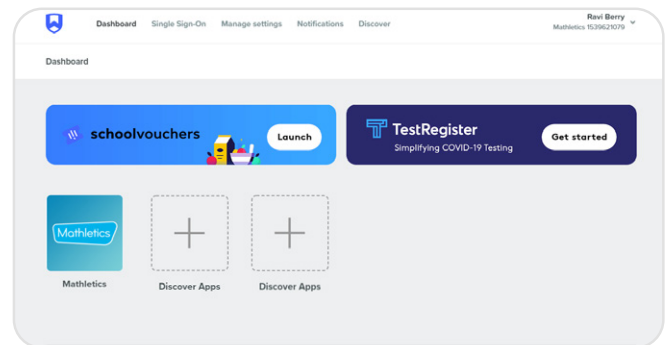 Dashboard Single Sign-On Manage settings Notifications Discover
Ravi Berry
Mathletics 1539621079
Dashboard
schoolvouchers
Launch
TestRegister
Simplifying COVID-19 Testing
Get started
Mathletics
Mathletics
Discover Apps
Discover Apps